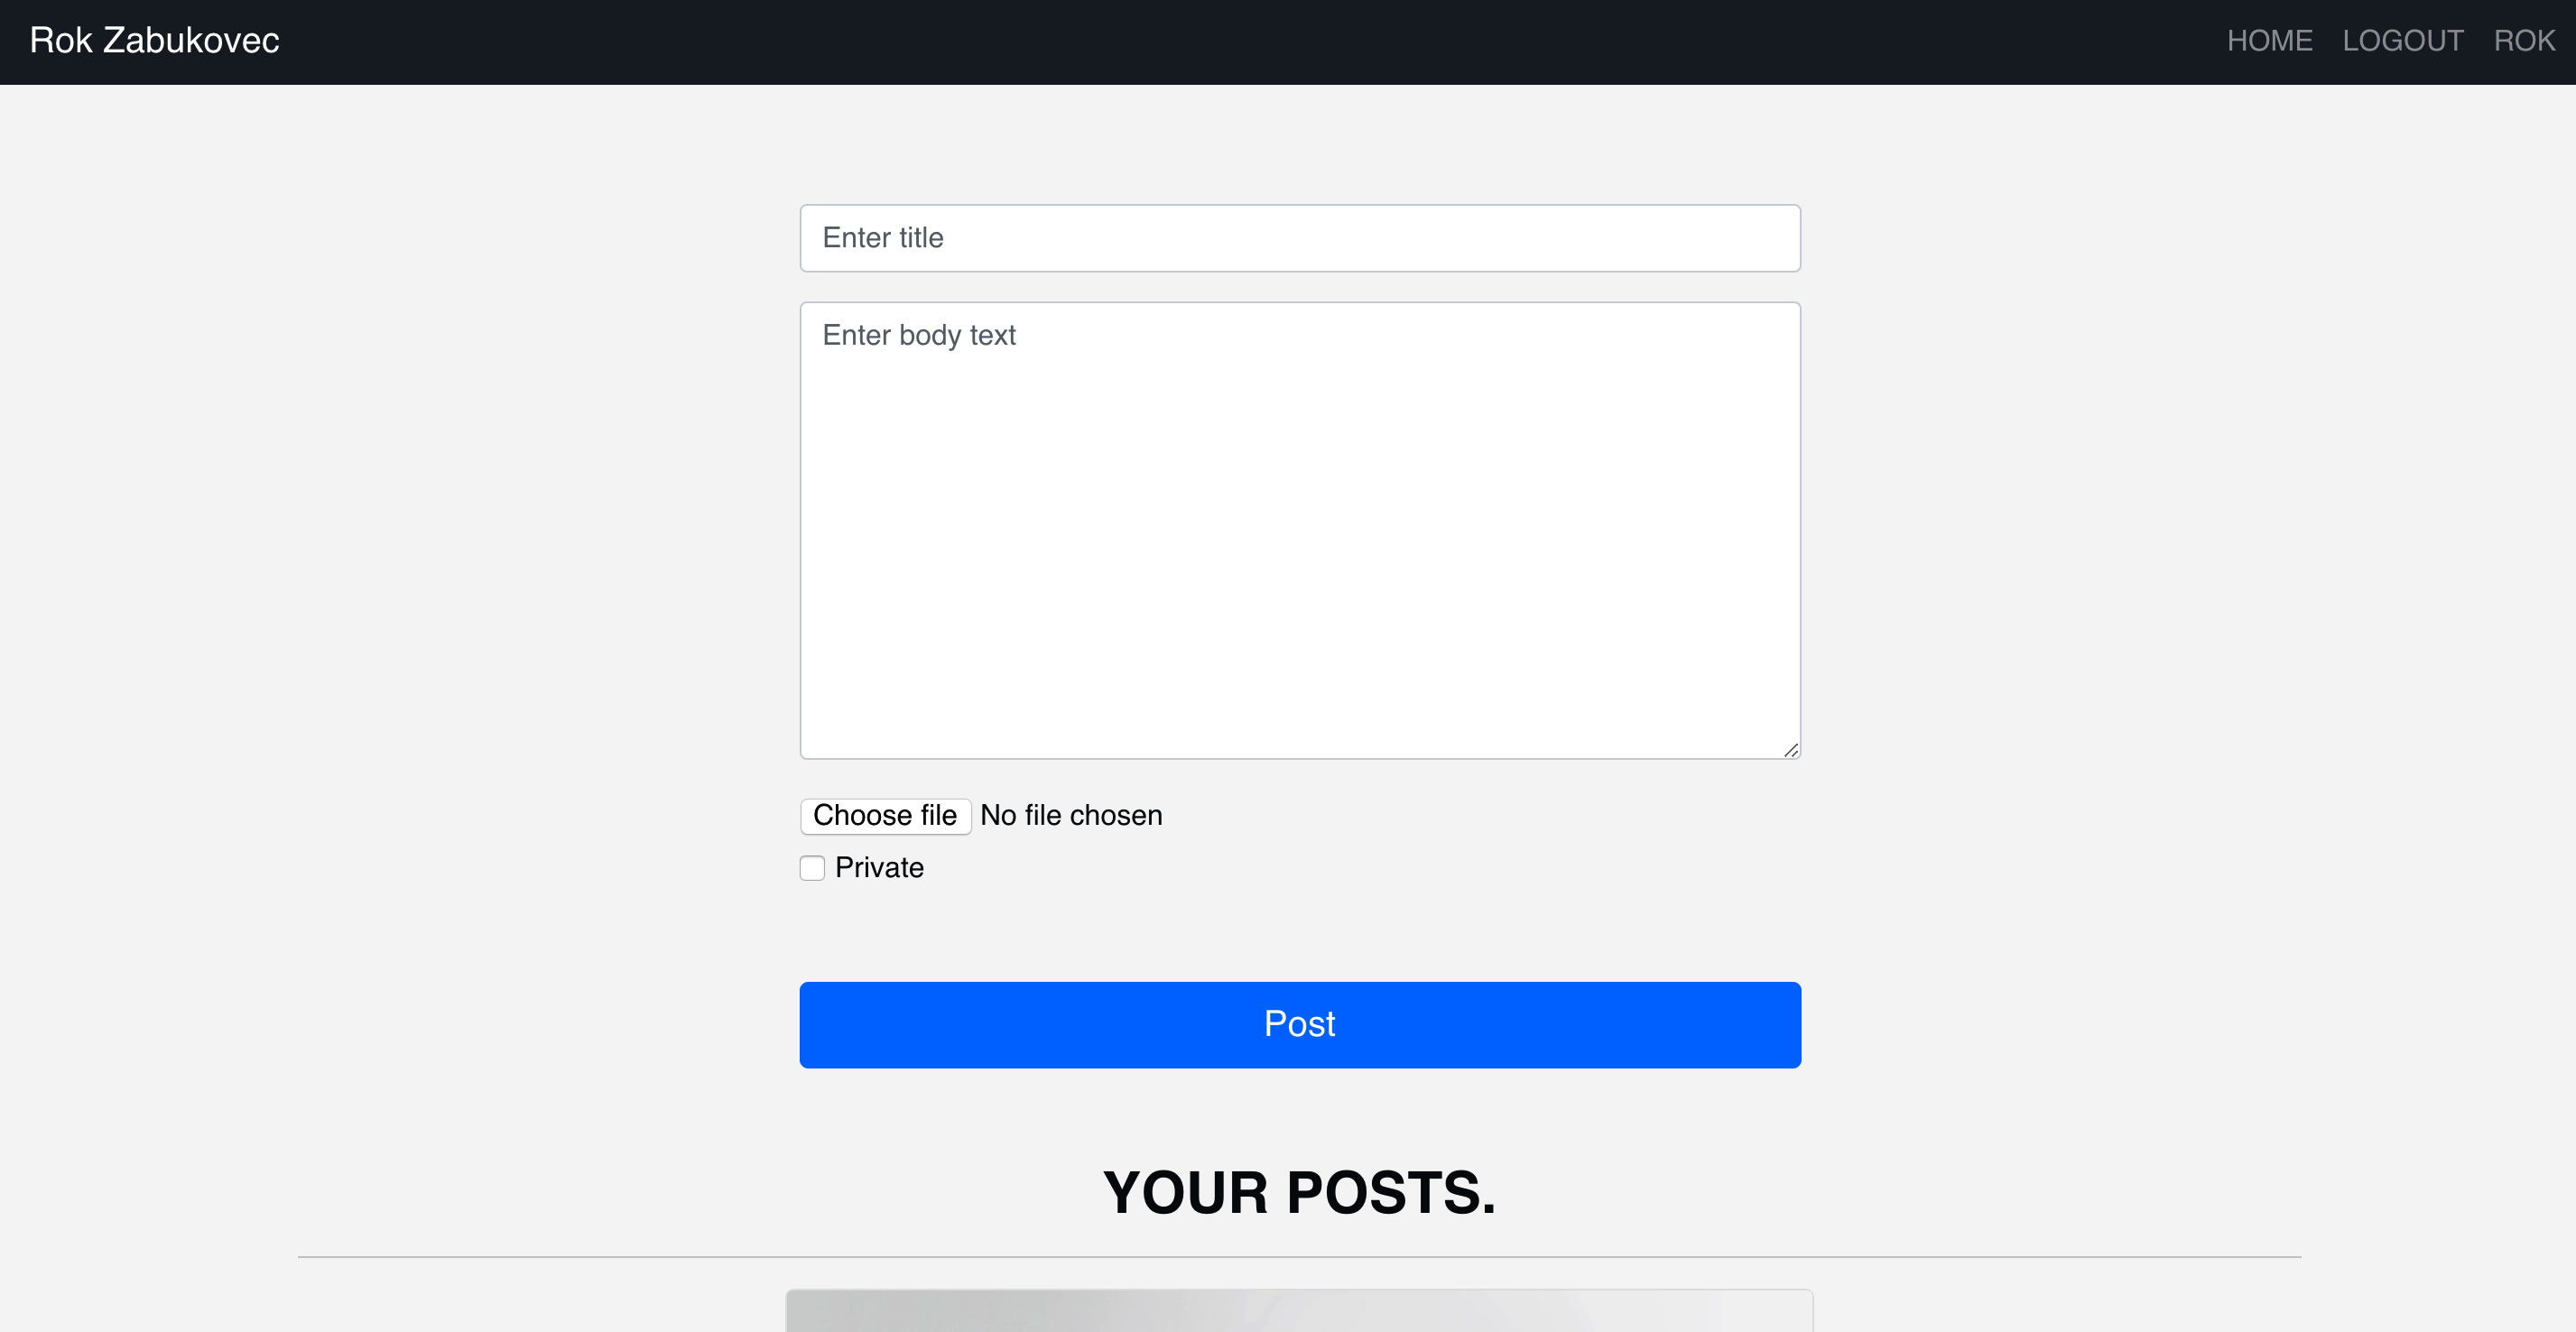 Rok Zabukovec
HOME LOGOUT ROK
Enter title
Enter body text
Choose file No file chosen
Private
Post
YOUR POSTS.